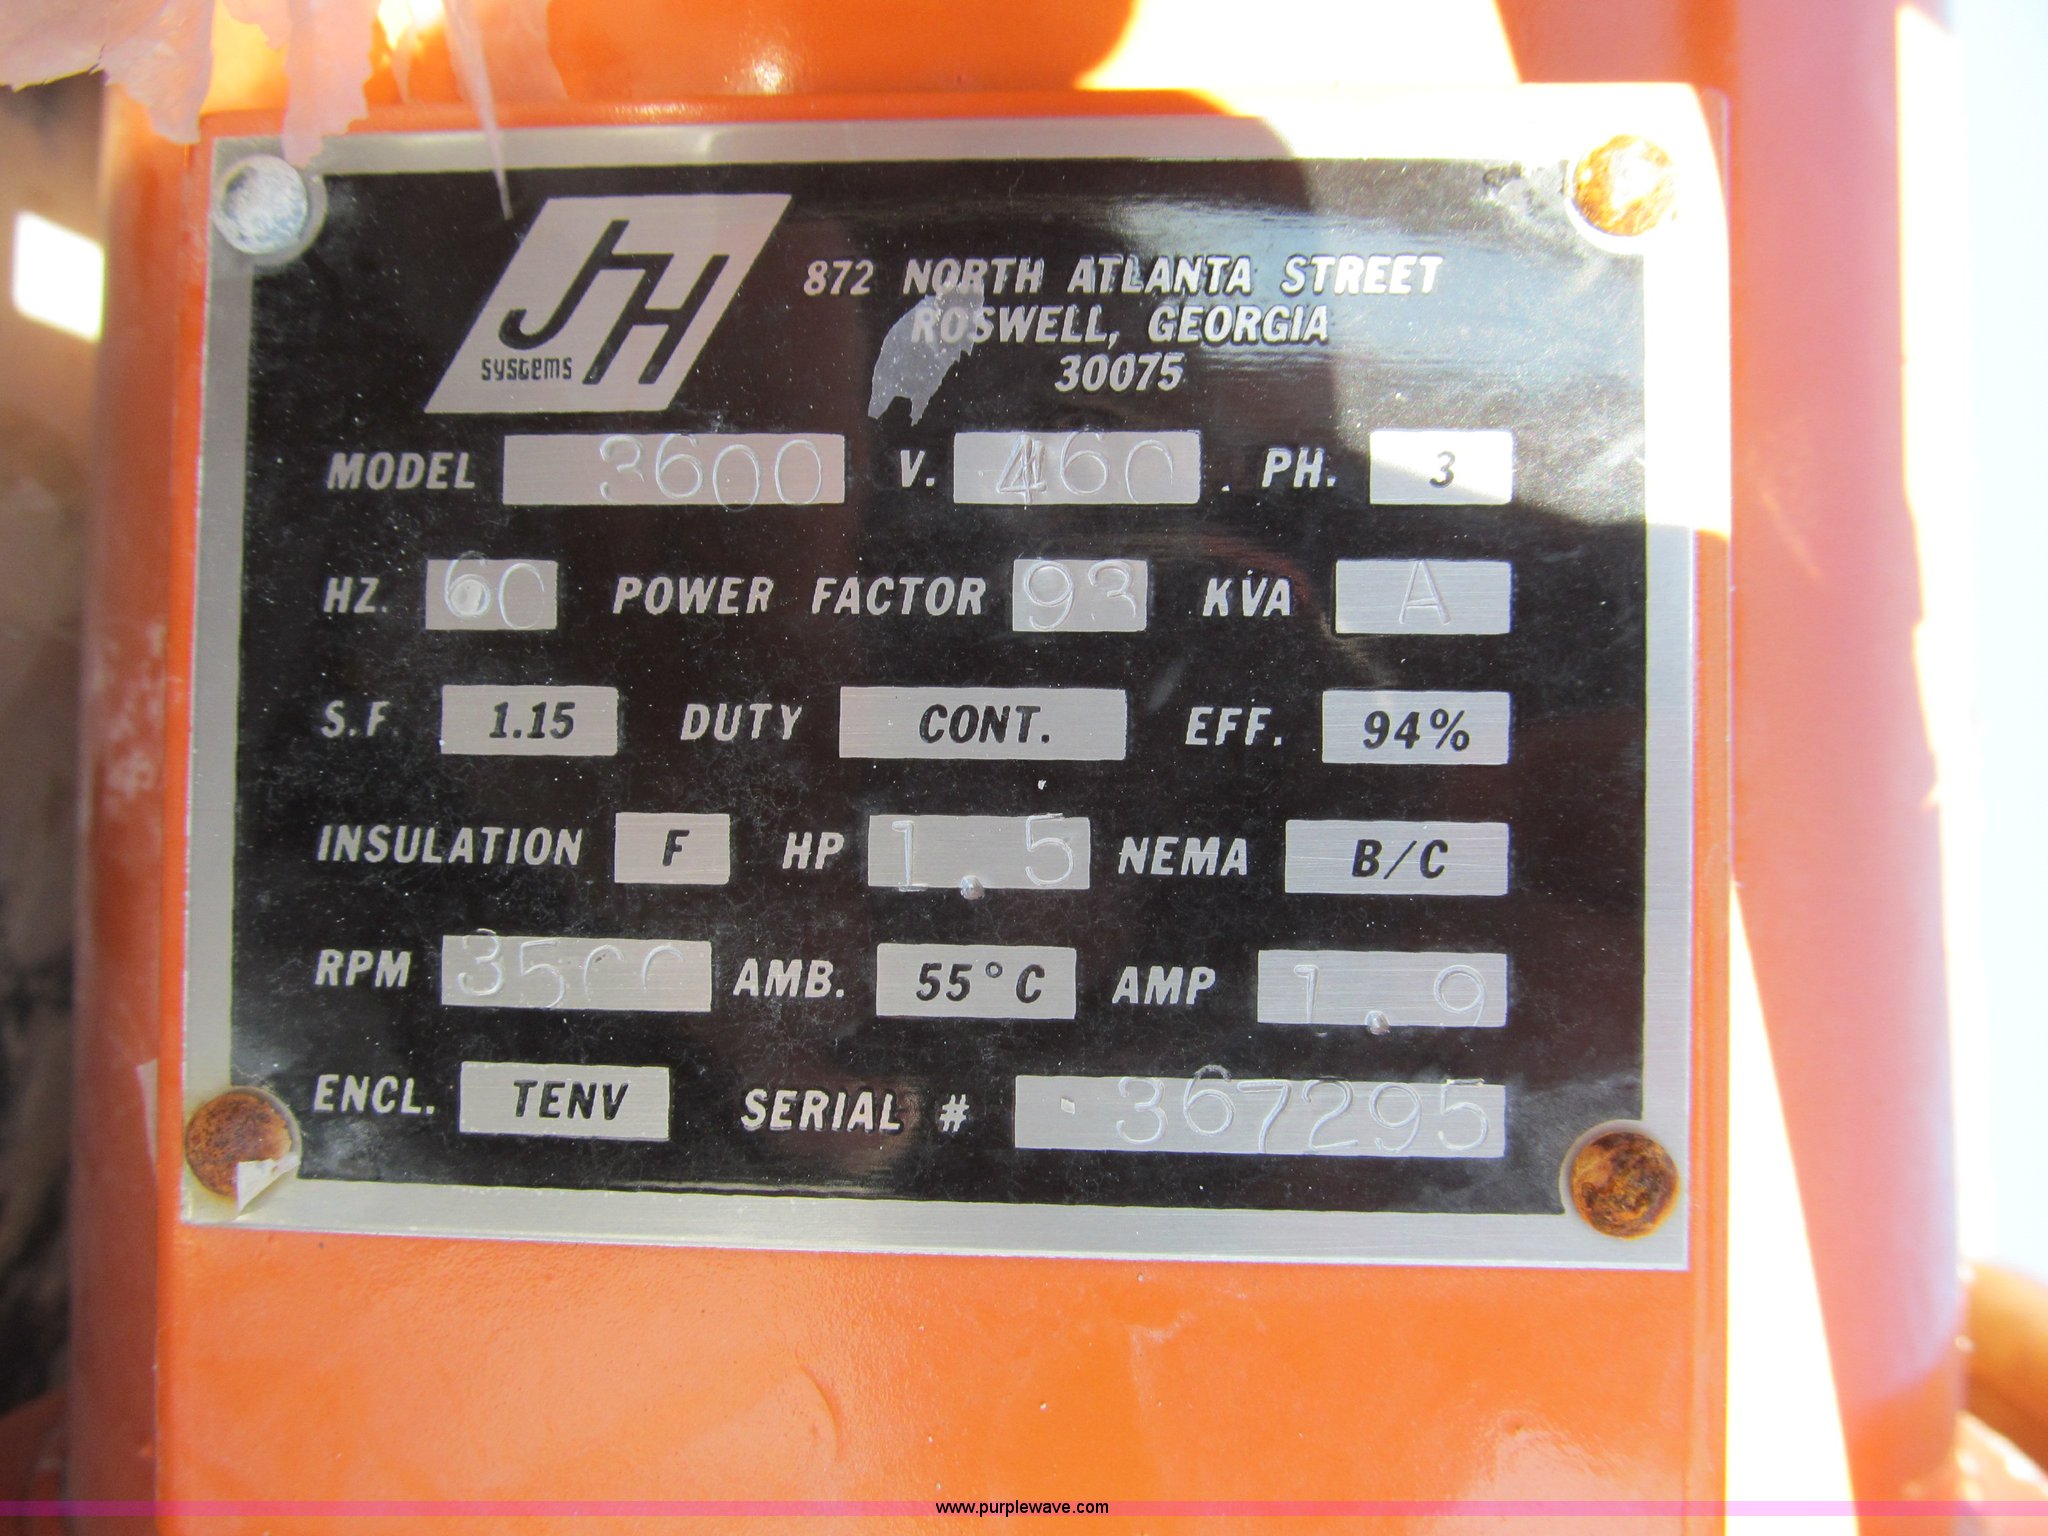 JH
systems
872 NORTH ATLANTA STREET
ROSWELL, GEORGIA
30075
MODEL 3600 V. 460 PH. 3
HZ. 60 POWER FACTOR 93 KVA A
S.F. 1.15 DUTY CONT. EFF. 94%
INSULATION F HP 1.5 NEMA B/C
RPM 3500 AMB. 55°C AMP 1.9
ENCL. TENV SERIAL # 367295
www.purplewave.com